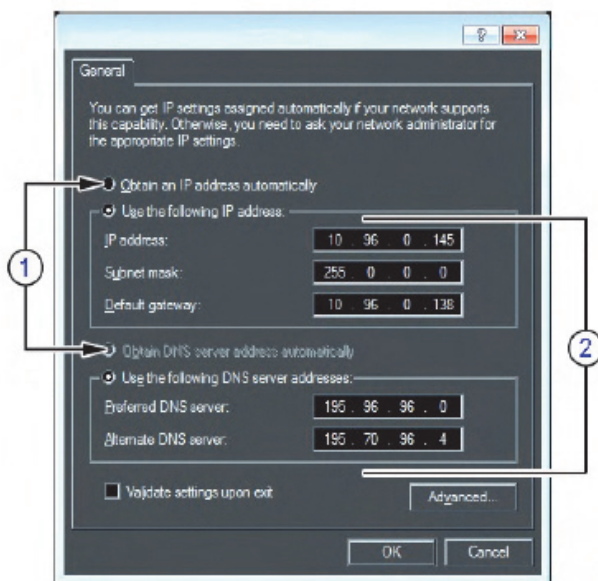 General
You can get IP settings assigned automatically if your network supports
this capability. Otherwise, you need to ask your network administrator for
the appropriate IP settings.
Obtain an IP address automatically
Use the following IP address:
IP address: 10 . 96 . 0 . 145
Subnet mask: 255 . 0 . 0 . 0
Default gateway: 10 . 96 . 0 . 138
1
2
Obtain DNS server address automatically
Use the following DNS server addresses:
Preferred DNS server: 195 . 96 . 96 . 0
Alternate DNS server: 195 . 70 . 96 . 4
Validate settings upon exit
Advanced...
OK Cancel